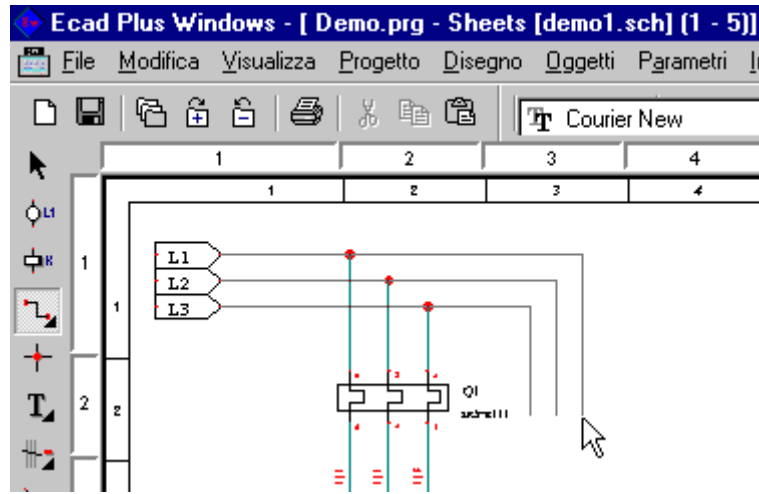 Ecad Plus Windows - [ Demo.prg - Sheets [demo1.sch] (1 - 5)]
File Modifica Visualizza Progetto Disegno Oggetti Parametri
Courier New
1 2 3 4
1 2 3 4
L1
K
1
1
L1
L2
L3
T
2
2
Q1